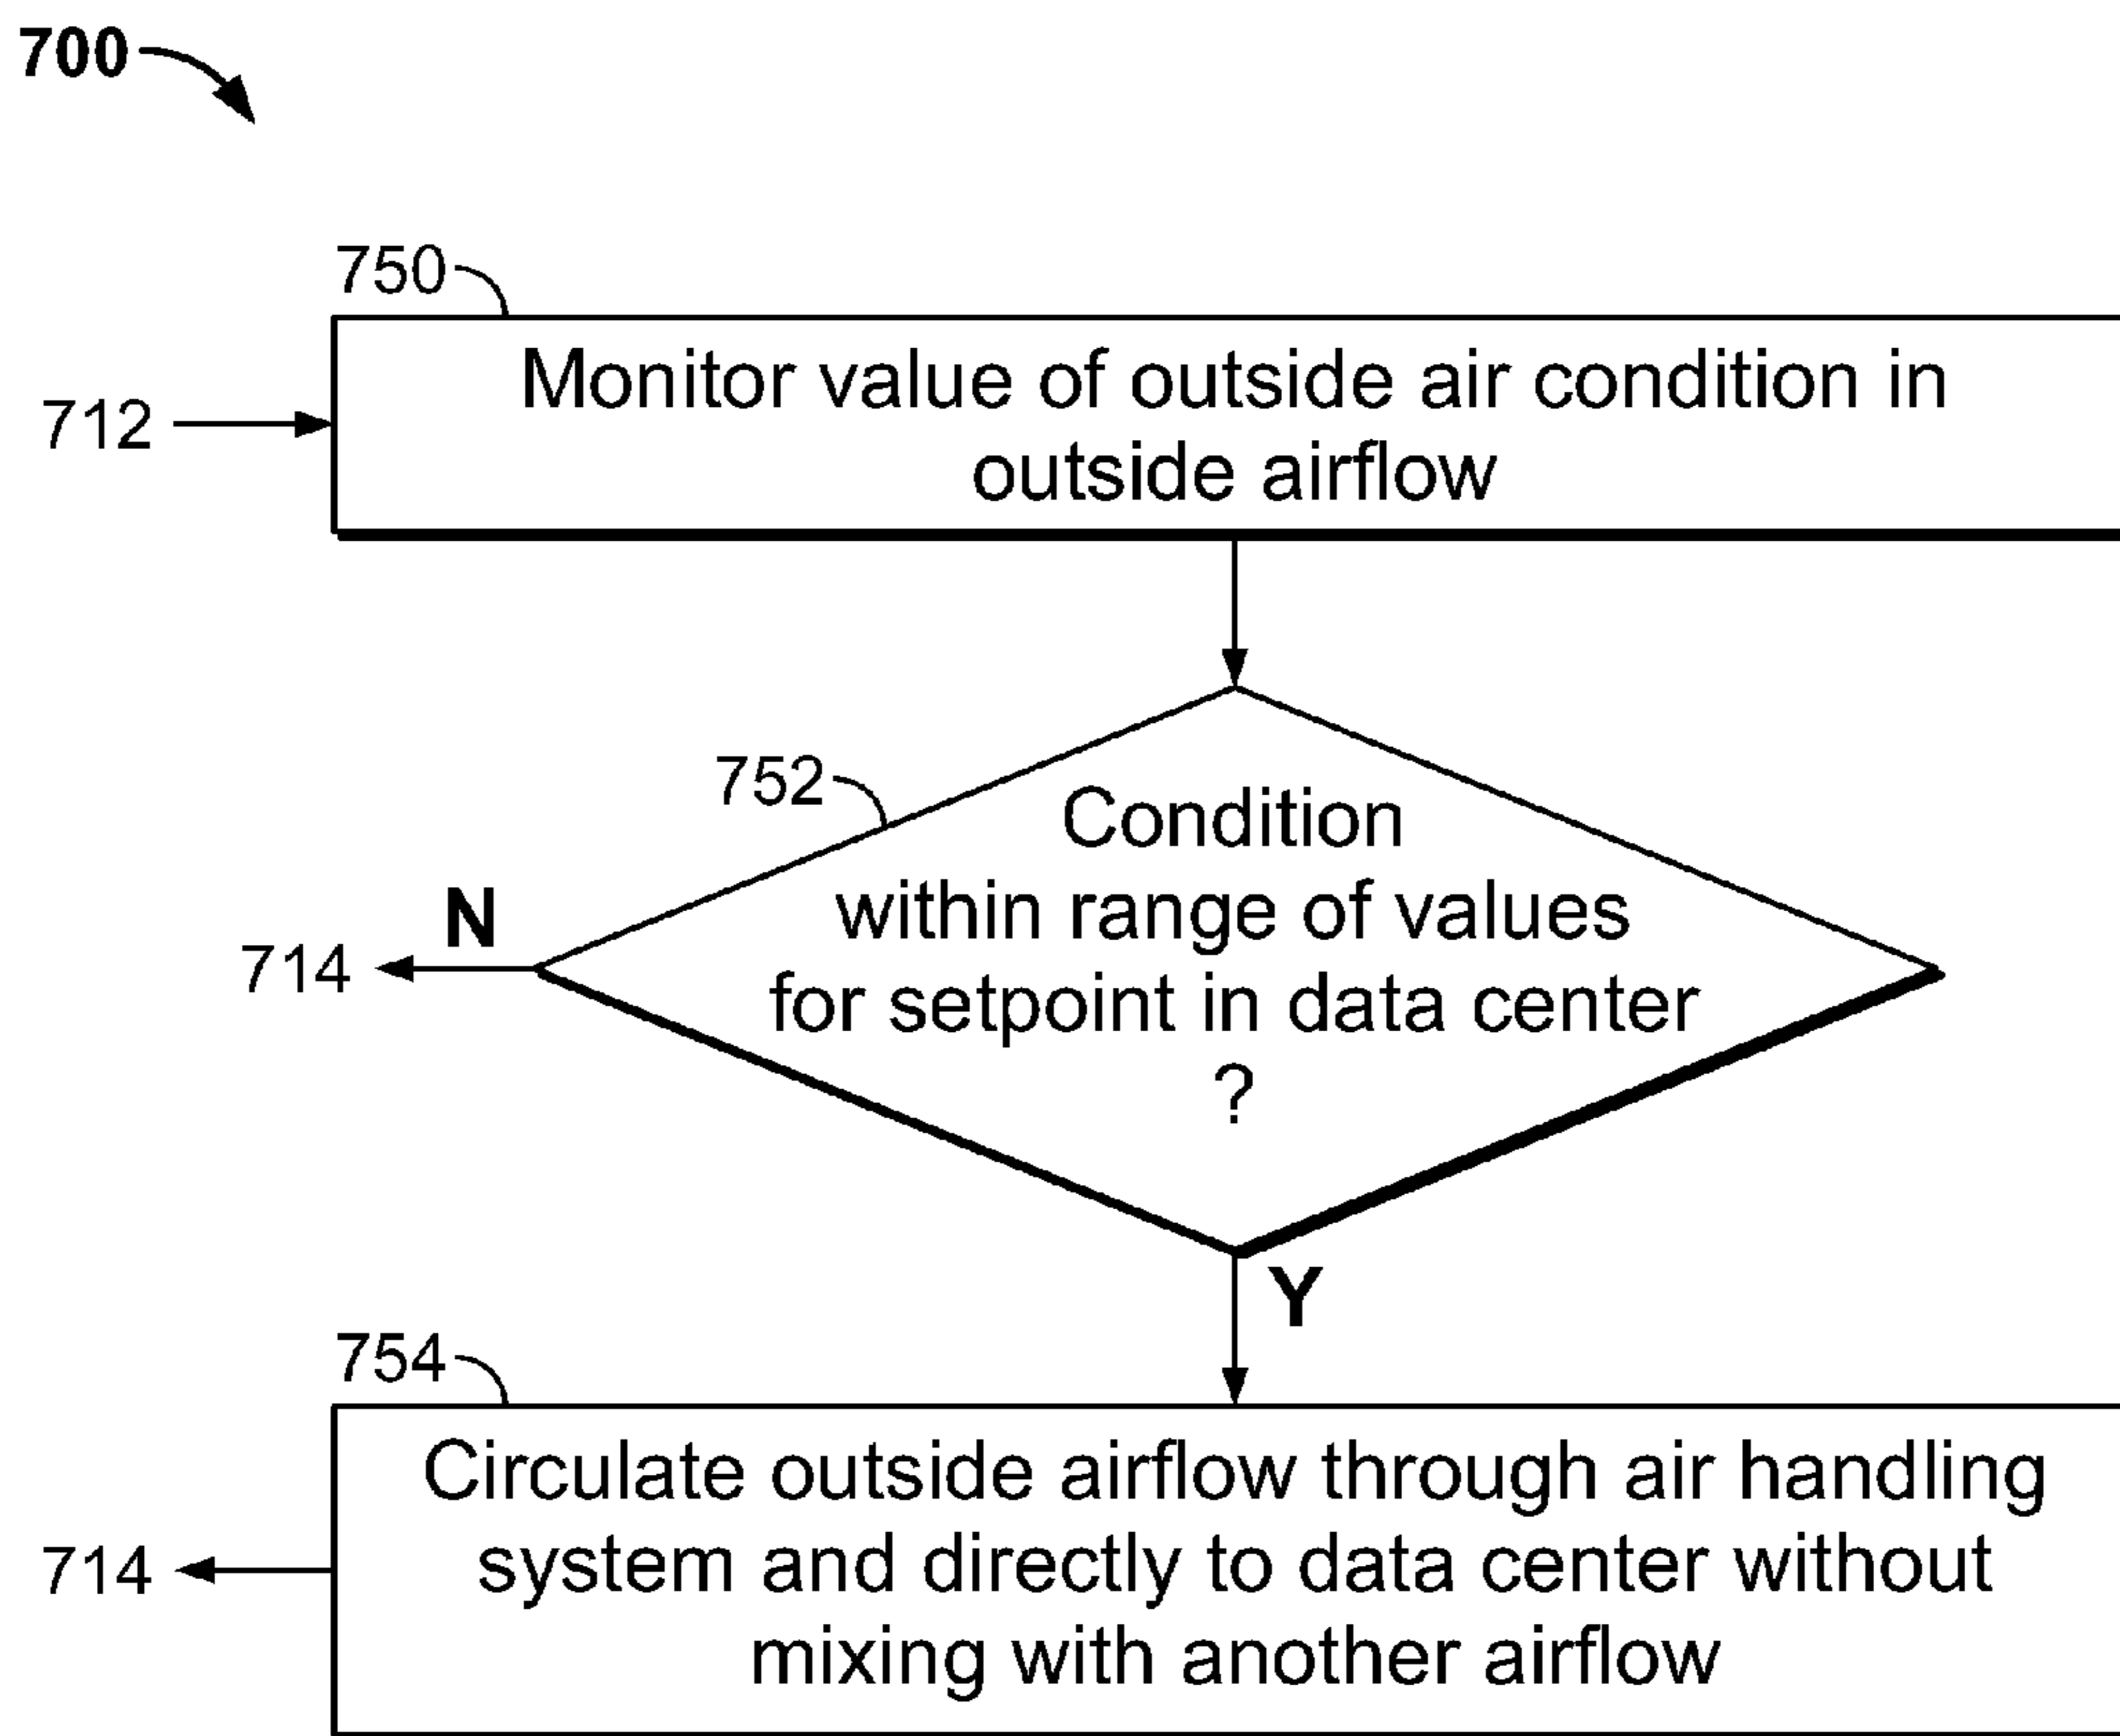 700
750
Monitor value of outside air condition in
outside airflow
712
752
Condition
within range of values
for setpoint in data center
?
N
714
Y
754
Circulate outside airflow through air handling
system and directly to data center without
mixing with another airflow
714